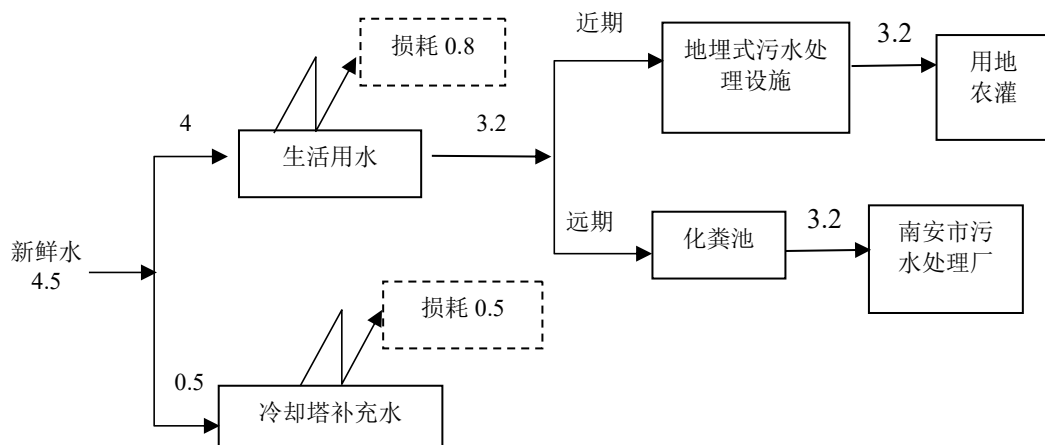 近期
损耗 0.8
地埋式污水处
理设施
3.2
用地
农灌
4
3.2
生活用水
远期
化粪池
3.2
南安市污
水处理厂
新鲜水
4.5
损耗 0.5
0.5
冷却塔补充水